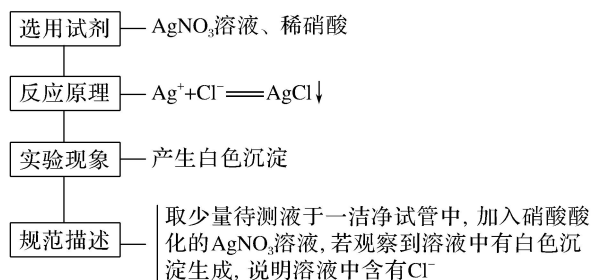 选用试剂 AgNO₃溶液、稀硝酸
反应原理 Ag⁺+Cl⁻══AgCl↓
实验现象 产生白色沉淀
取少量待测液于一洁净试管中, 加入硝酸酸
规范描述 化的AgNO₃溶液, 若观察到溶液中有白色沉
淀生成, 说明溶液中含有Cl⁻